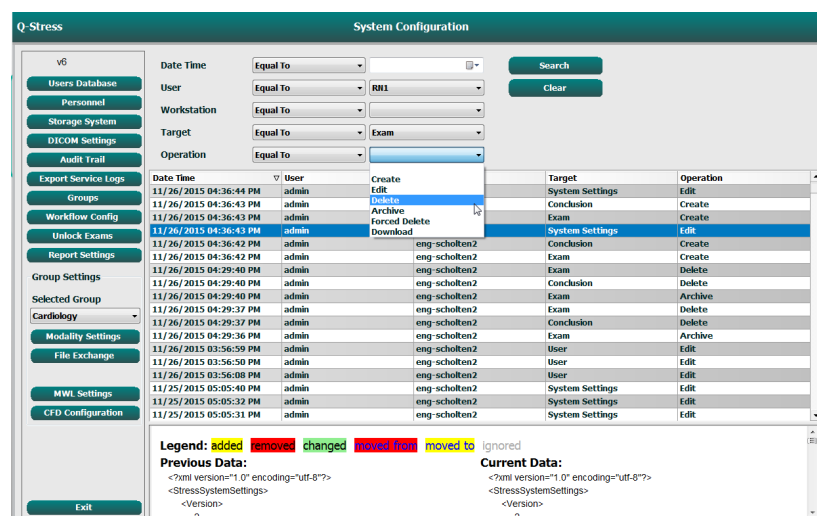 Q-Stress System Configuration
v6
Users Database
Personnel
Storage System
DICOM Settings
Audit Trail
Export Service Logs
Groups
Workflow Config
Unlock Exams
Report Settings
Group Settings
Selected Group
Cardiology
Modality Settings
File Exchange
MWL Settings
CFD Configuration
Exit
Date Time Equal To Search
User Equal To RN1 Clear
Workstation Equal To
Target Equal To Exam
Operation Equal To
Create
Edit
Delete
Archive
Forced Delete
Download
Date Time User Target Operation
11/26/2015 04:36:44 PM admin System Settings Edit
11/26/2015 04:36:43 PM admin Conclusion Create
11/26/2015 04:36:43 PM admin Exam Create
11/26/2015 04:36:43 PM admin System Settings Edit
11/26/2015 04:36:42 PM admin eng-scholten2 Conclusion Create
11/26/2015 04:36:42 PM admin eng-scholten2 Exam Create
11/26/2015 04:29:40 PM admin eng-scholten2 Exam Delete
11/26/2015 04:29:40 PM admin eng-scholten2 Conclusion Delete
11/26/2015 04:29:40 PM admin eng-scholten2 Exam Archive
11/26/2015 04:29:37 PM admin eng-scholten2 Exam Delete
11/26/2015 04:29:37 PM admin eng-scholten2 Conclusion Delete
11/26/2015 04:29:36 PM admin eng-scholten2 Exam Archive
11/26/2015 03:56:59 PM admin eng-scholten2 User Edit
11/26/2015 03:56:50 PM admin eng-scholten2 User Edit
11/26/2015 03:56:08 PM admin eng-scholten2 User Edit
11/25/2015 05:05:40 PM admin eng-scholten2 System Settings Edit
11/25/2015 05:05:32 PM admin eng-scholten2 System Settings Edit
11/25/2015 05:05:31 PM admin eng-scholten2 System Settings Edit
Legend: added removed changed moved from moved to ignored
Previous Data: Current Data:
<?xml version="1.0" encoding="utf-8"?> <?xml version="1.0" encoding="utf-8"?>
<StressSystemSettings> <StressSystemSettings>
<Version> <Version>